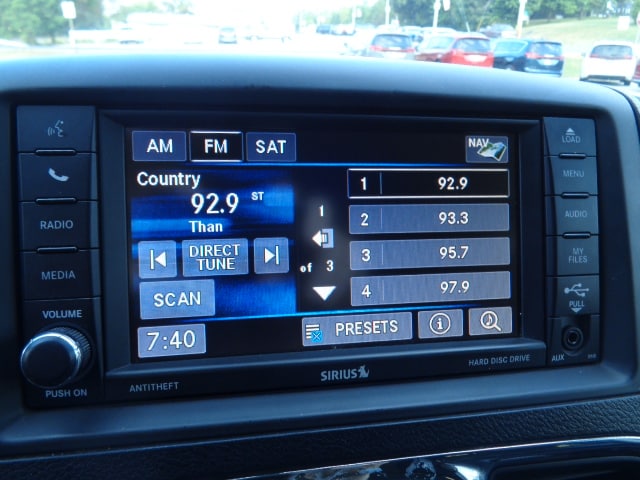 AM FM SAT NAV
Country
92.9 ST
Than
DIRECT
TUNE
SCAN
7:40
1
of 3
1 92.9
2 93.3
3 95.7
4 97.9
PRESETS
i
RADIO
MEDIA
VOLUME
PUSH ON
LOAD
MENU
AUDIO
MY
FILES
PULL
AUX
ANTITHEFT
SIRIUS
HARD DISC DRIVE